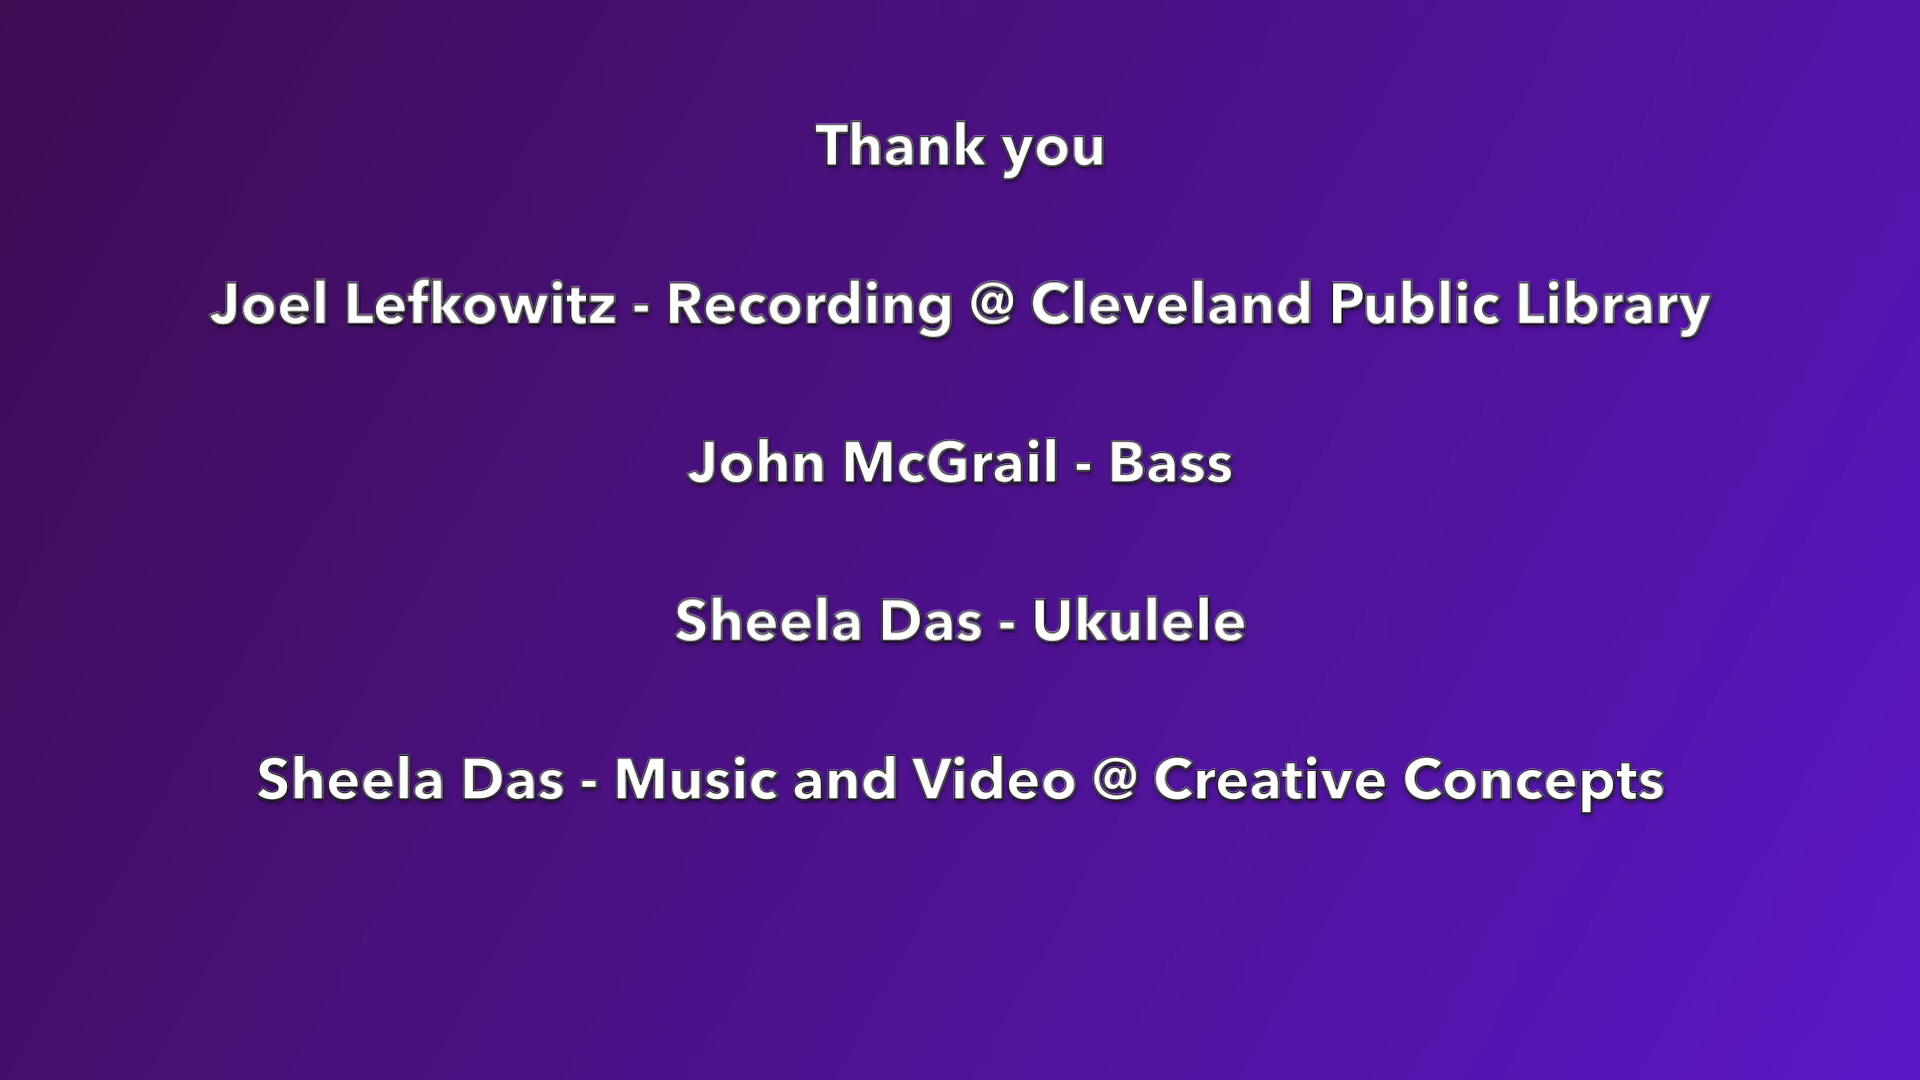 Thank you
Joel Lefkowitz - Recording @ Cleveland Public Library
John McGrail - Bass
Sheela Das - Ukulele
Sheela Das - Music and Video @ Creative Concepts